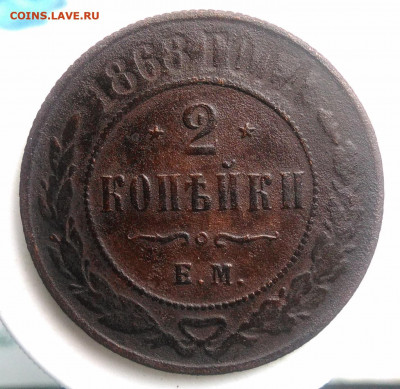 COINS.LAVE.RU
1868 ГОДА
* 2 *
КОПѢЙКИ
Е.М.